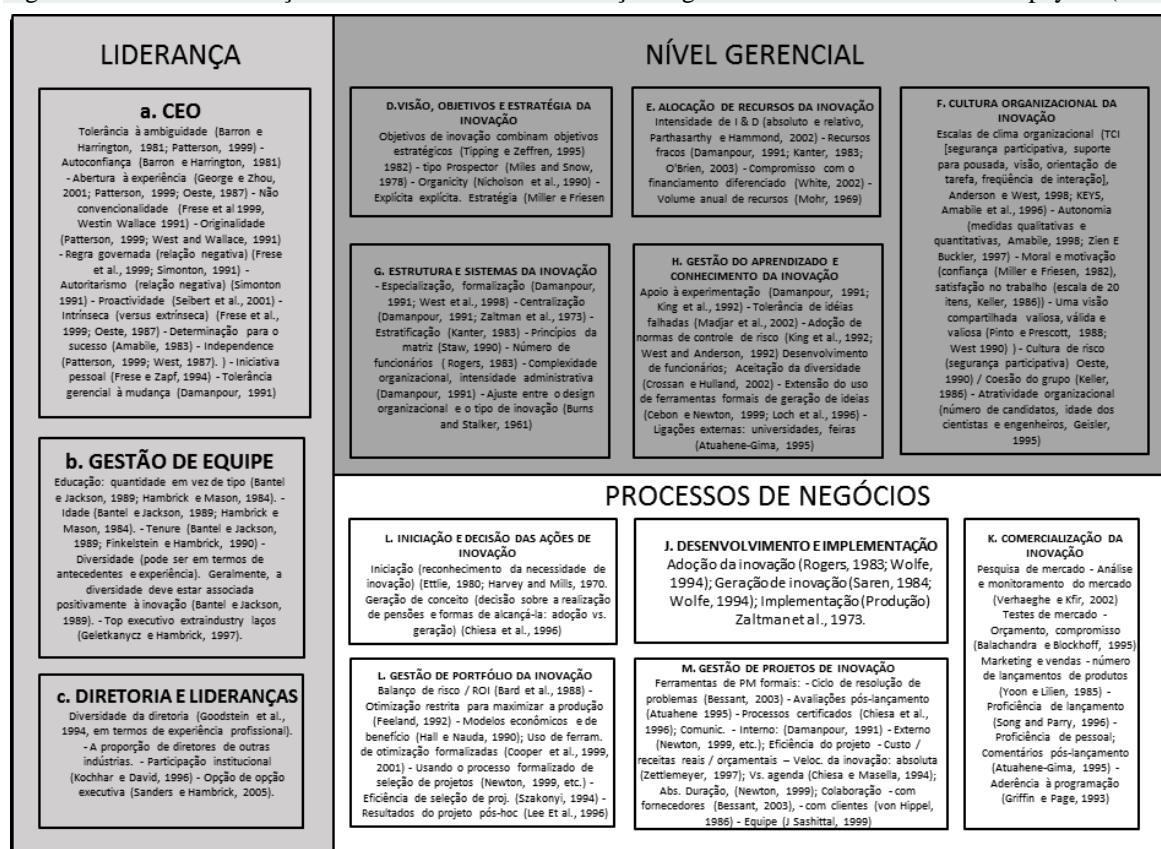 LIDERANÇA
a. CEO
Tolerância à ambiguidade (Barron e
Harrington, 1981; Patterson, 1999) -
Autoconfiança (Barron e Harrington, 1981)
- Abertura à experiência (George e Zhou,
2001; Patterson, 1999; Oeste, 1987) - Não
convencionalidade (Frese et al 1999,
Westin Wallace 1991) - Originalidade
(Patterson, 1999; West and Wallace, 1991)
- Regra governada (relação negativa) (Frese
et al., 1999; Simonton, 1991) -
Autoritarismo (relação negativa) (Simonton
1991) - Proactividade (Seibert et al., 2001) -
Intrínseca (versus extrínseca) (Frese et al.,
1999; Oeste, 1987) - Determinação para o
sucesso (Amabile, 1983) - Independence
(Patterson, 1999; West, 1987). ) - Iniciativa
pessoal (Frese e Zapf, 1994) - Tolerância
gerencial à mudança (Damanpour, 1991)
b. GESTÃO DE EQUIPE
Educação: quantidade em vez de tipo (Bantel
e Jackson, 1989; Hambrick e Mason, 1984). -
Idade (Bantel e Jackson, 1989; Hambrick e
Mason, 1984). - Tenure (Bantel e Jackson,
1989; Finkelstein e Hambrick, 1990) -
Diversidade (pode ser em termos de
antecedentes e experiência). Geralmente, a
diversidade deve estar associada
positivamente à inovação (Bantel e Jackson,
1989). - Top executivo extraindustry laços
(Geletkanycz e Hambrick, 1997).
c. DIRETORIA E LIDERANÇAS
Diversidade da diretoria (Goodstein et al.,
1994, em termos de experiência profissional).
- A proporção de diretores de outras
indústrias. - Participação institucional
(Kochhar e David, 1996) - Opção de opção
executiva (Sanders e Hambrick, 2005).
NÍVEL GERENCIAL
D.VISÃO, OBJETIVOS E ESTRATÉGIA DA
INOVAÇÃO
Objetivos de inovação combinam objetivos
estratégicos (Tipping e Zeffren, 1995)
1982) - tipo Prospector (Miles and Snow,
1978) - Organicity (Nicholson et al., 1990) -
Explícita explícita. Estratégia (Miller e Friesen
E. ALOCAÇÃO DE RECURSOS DA INOVAÇÃO
Intensidade de I & D (absoluto e relativo,
Parthasarthy e Hammond, 2002) - Recursos
fracos (Damanpour, 1991; Kanter, 1983;
O'Brien, 2003) - Compromisso com o
financiamento diferenciado (White, 2002) -
Volume anual de recursos (Mohr, 1969)
F. CULTURA ORGANIZACIONAL DA
INOVAÇÃO
Escalas de clima organizacional (TCI
[segurança participativa, suporte
para pousada, visão, orientação de
tarefa, freqüência de interação],
Anderson e West, 1998; KEYS,
Amabile et al., 1996) - Autonomia
(medidas qualitativas e
quantitativas, Amabile, 1998; Zien E
Buckler, 1997) - Moral e motivação
(confiança (Miller e Friesen, 1982),
satisfação no trabalho (escala de 20
itens, Keller, 1986)) - Uma visão
compartilhada valiosa, válida e
valiosa (Pinto e Prescott, 1988;
West 1990) ) - Cultura de risco
(segurança participativa) Oeste,
1990) / Coesão do grupo (Keller,
1986) - Atratividade organizacional
(número de candidatos, idade dos
cientistas e engenheiros, Geisler,
1995)
G. ESTRUTURA E SISTEMAS DA INOVAÇÃO
- Especialização, formalização (Damanpour,
1991; West et al., 1998) - Centralização
(Damanpour, 1991; Zaltman et al., 1973) -
Estratificação (Kanter, 1983) - Princípios da
matriz (Staw, 1990) - Número de
funcionários ( Rogers, 1983) - Complexidade
organizacional, intensidade administrativa
(Damanpour, 1991) - Ajuste entre o design
organizacional e o tipo de inovação (Burns
and Stalker, 1961)
H. GESTÃO DO APRENDIZADO E
CONHECIMENTO DA INOVAÇÃO
Apoio à experimentação (Damanpour, 1991;
King et al., 1992) - Tolerância de idéias
falhadas (Madjar et al., 2002) - Adoção de
normas de controle de risco (King et al., 1992;
West and Anderson, 1992) Desenvolvimento
de funcionários; Aceitação da diversidade
(Crossan e Hulland, 2002) - Extensão do uso
de ferramentas formais de geração de ideias
(Cebon e Newton, 1999; Loch et al., 1996) -
Ligações externas: universidades, feiras
(Atuahene-Gima, 1995)
PROCESSOS DE NEGÓCIOS
L. INICIAÇÃO E DECISÃO DAS AÇÕES DE
INOVAÇÃO
Iniciação (reconhecimento da necessidade de
inovação) (Ettlie, 1980; Harvey and Mills, 1970.
Geração de conceito (decisão sobre a realização
de pensões e formas de alcançá-la: adoção vs.
geração) (Chiesa et al., 1996)
J. DESENVOLVIMENTO E IMPLEMENTAÇÃO
Adoção da inovação (Rogers, 1983; Wolfe,
1994); Geração de inovação (Saren, 1984;
Wolfe, 1994); Implementação (Produção)
Zaltman et al., 1973.
K. COMERCIALIZAÇÃO DA
INOVAÇÃO
Pesquisa de mercado - Análise
e monitoramento do mercado
(Verhaeghe e Kfir, 2002)
Testes de mercado -
Orçamento, compromisso
(Balachandra e Blockhoff, 1995)
Marketing e vendas - número
de lançamentos de produtos
(Yoon e Lilien, 1985) -
Proficiência de lançamento
(Song and Parry, 1996) -
Proficiência de pessoal;
Comentários pós-lançamento
(Atuahene-Gima, 1995) -
Aderência à programação
(Griffin e Page, 1993)
L. GESTÃO DE PORTFÓLIO DA INOVAÇÃO
Balanço de risco / ROI (Bard et al., 1988) -
Otimização restrita para maximizar a produção
(Feeland, 1992) - Modelos econômicos e de
benefício (Hall e Nauda, 1990); Uso de ferram.
de otimização formalizadas (Cooper et al., 1999,
2001) - Usando o processo formalizado de
seleção de projetos (Newton, 1999, etc.) -
Eficiência de seleção de proj. (Szakonyi, 1994) -
Resultados do projeto pós-hoc (Lee Et al., 1996)
M. GESTÃO DE PROJETOS DE INOVAÇÃO
Ferramentas de PM formais: - Ciclo de resolução de
problemas (Bessant, 2003) - Avaliações pós-lançamento
(Atuahene 1995) - Processos certificados (Chiesa et al.,
1996); Comunic. - Interno: (Damanpour, 1991) - Externo
(Newton, 1999, etc.); Eficiência do projeto - Custo /
receitas reais / orçamentais – Veloc. da inovação: absoluta
(Zettlemeyer, 1997); Vs. agenda (Chiesa e Masella, 1994);
Abs. Duração, (Newton, 1999); Colaboração - com
fornecedores (Bessant, 2003), - com clientes (von Hippel,
1986) - Equipe (J Sashittal, 1999)